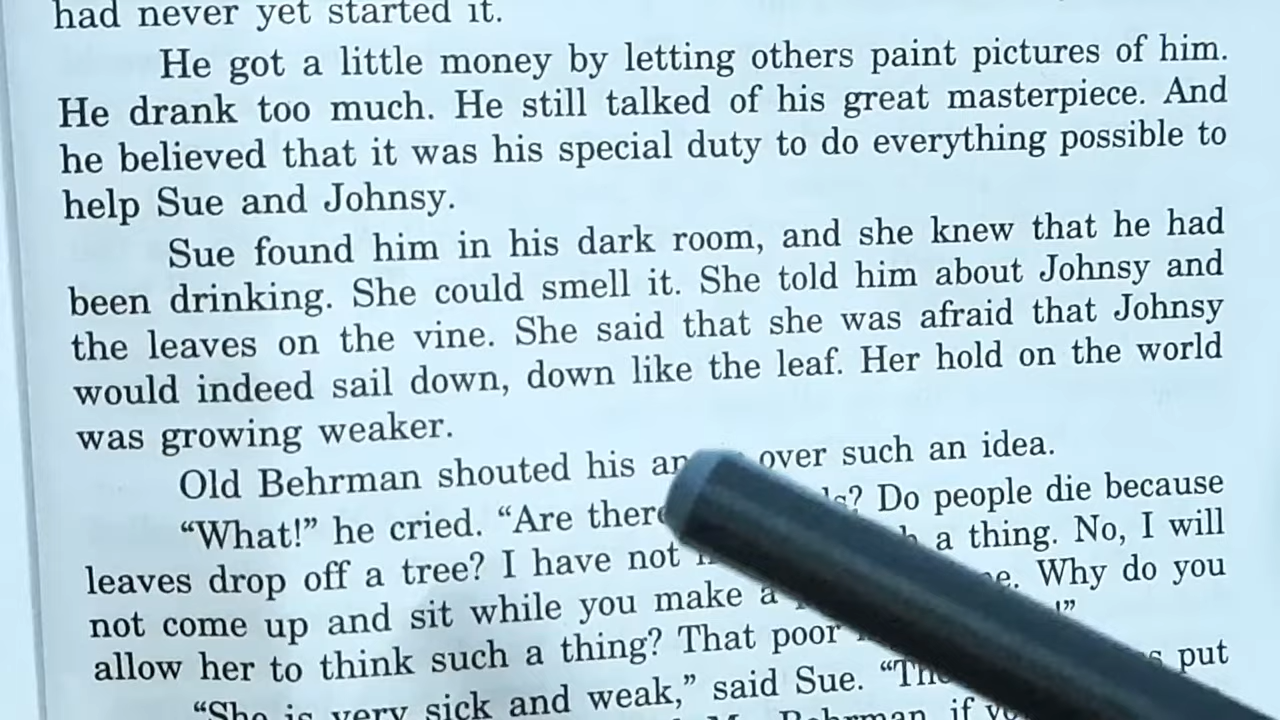 had never yet started it.
He got a little money by letting others paint pictures of him.
He drank too much. He still talked of his great masterpiece. And
he believed that it was his special duty to do everything possible to
help Sue and Johnsy.
Sue found him in his dark room, and she knew that he had
been drinking. She could smell it. She told him about Johnsy and
the leaves on the vine. She said that she was afraid that Johnsy
would indeed sail down, down like the leaf. Her hold on the world
was growing weaker.
Old Behrman shouted his over such an idea.
“What!” he cried. “Are Do people die because
leaves drop off a tree? I have not a thing. No, I will
not come up and sit while you make a Why do you
allow her to think such a thing? That poor
“She is very sick and weak,” said Sue. put
Behrman, if